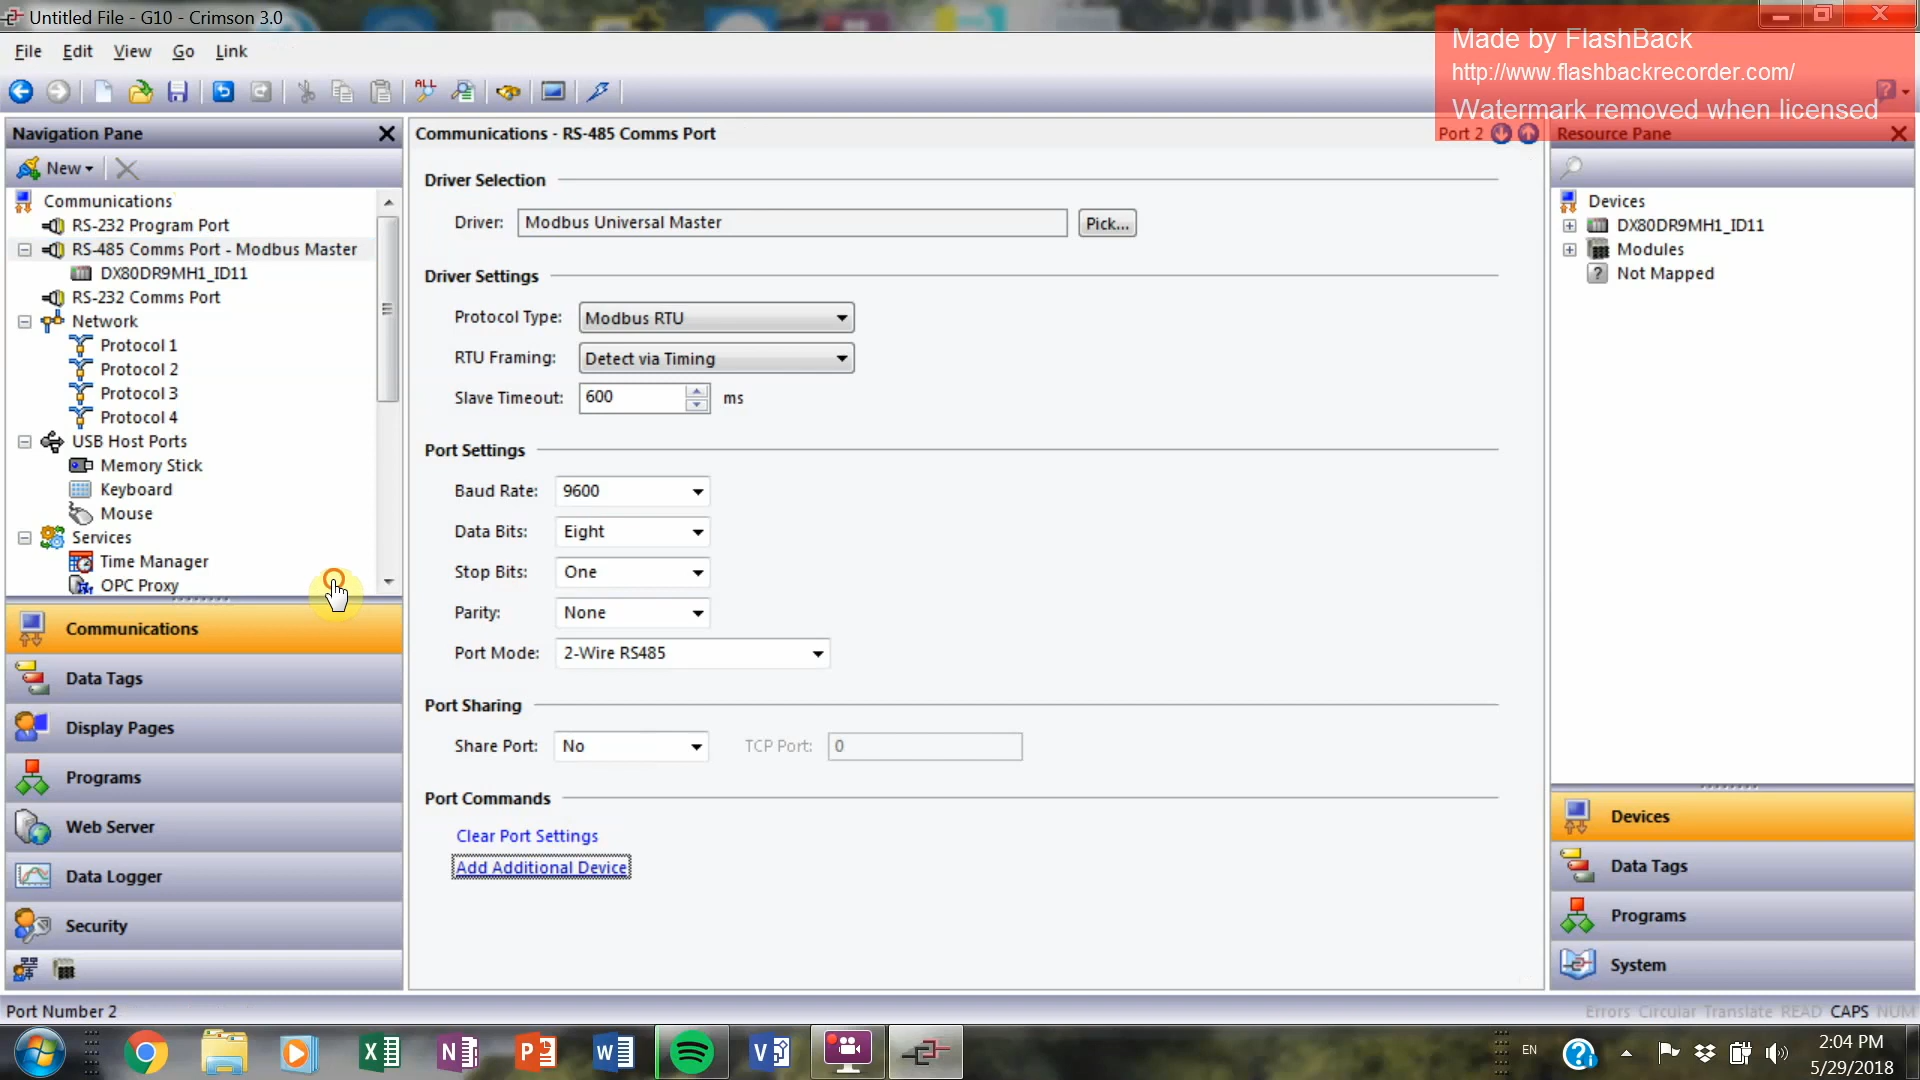 Untitled File - G10 - Crimson 3.0
File Edit View Go Link
Made by FlashBack
http://www.flashbackrecorder.com/
Watermark removed when licensed
ALL
Navigation Pane
New
Communications
RS-232 Program Port
RS-485 Comms Port - Modbus Master
DX80DR9MH1_ID11
RS-232 Comms Port
Network
Protocol 1
Protocol 2
Protocol 3
Protocol 4
USB Host Ports
Memory Stick
Keyboard
Mouse
Services
Time Manager
OPC Proxy
Communications
Data Tags
Display Pages
Programs
Web Server
Data Logger
Security
Communications - RS-485 Comms Port
Port 2
Driver Selection
Driver: Modbus Universal Master Pick...
Driver Settings
Protocol Type: Modbus RTU
RTU Framing: Detect via Timing
Slave Timeout: 600 ms
Port Settings
Baud Rate: 9600
Data Bits: Eight
Stop Bits: One
Parity: None
Port Mode: 2-Wire RS485
Port Sharing
Share Port: No TCP Port: 0
Port Commands
Clear Port Settings
Add Additional Device
Resource Pane
Devices
DX80DR9MH1_ID11
Modules
Not Mapped
Devices
Data Tags
Programs
System
Port Number 2
Errors Circular Translate READ CAPS NUM
EN
2:04 PM
5/29/2018